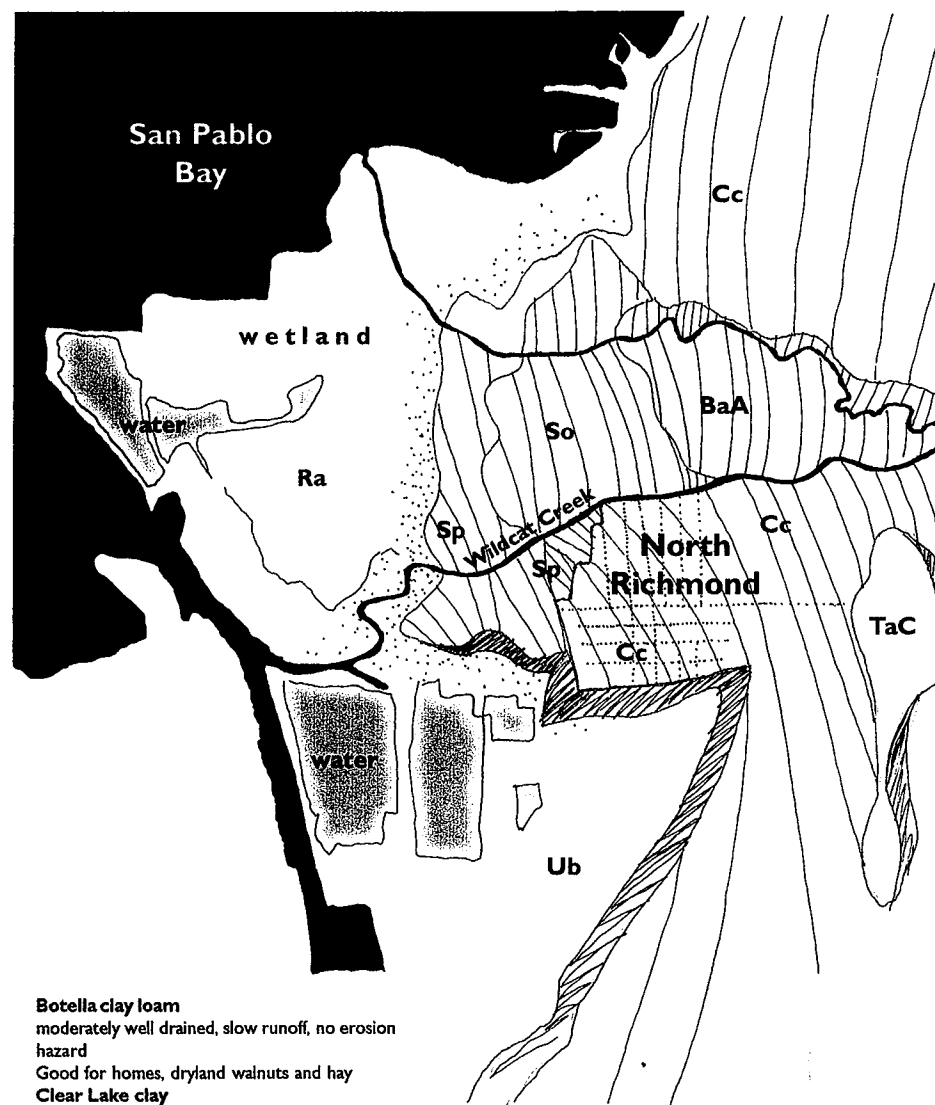 San Pablo
Bay
Cc
wetland
water
BaA
So
Ra
Sp
Wildcat Creek
Cc
North
Richmond
Sp
TaC
Cc
water
Ub
Botella clay loam
moderately well drained, slow runoff, no erosion
hazard
Good for homes, dryland walnuts and hay
Clear Lake clay